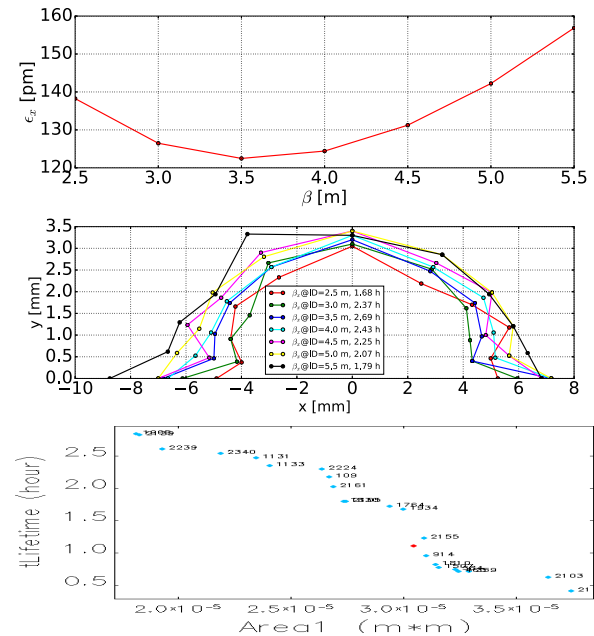 160
150
140
130
120
ϵx [pm]
2.5 3.0 3.5 4.0 4.5 5.0 5.5
β [m]
3.5
3.0
2.5
2.0
1.5
1.0
0.5
0.0
y [mm]
βx@ID=2,5 m, 1.68 h
βx@ID=3.0 m, 2.37 h
βx@ID=3,5 m, 2,69 h
βx@ID=4.0 m, 2.43 h
βx@ID=4.5 m, 2.25 h
βx@ID=5.0 m, 2.07 h
βx@ID=5,5 m, 1,79 h
−10 −8 −6 −4 −2 0 2 4 6 8
x [mm]
tLifetime (hour)
2.5
2.0
1.5
1.0
0.5
2239
2340
1131
1133
2224
109
2161
1764
1934
2155
914
2103
21
2.0×10⁻⁵ 2.5×10⁻⁵ 3.0×10⁻⁵ 3.5×10⁻⁵
Area1 (m*m)